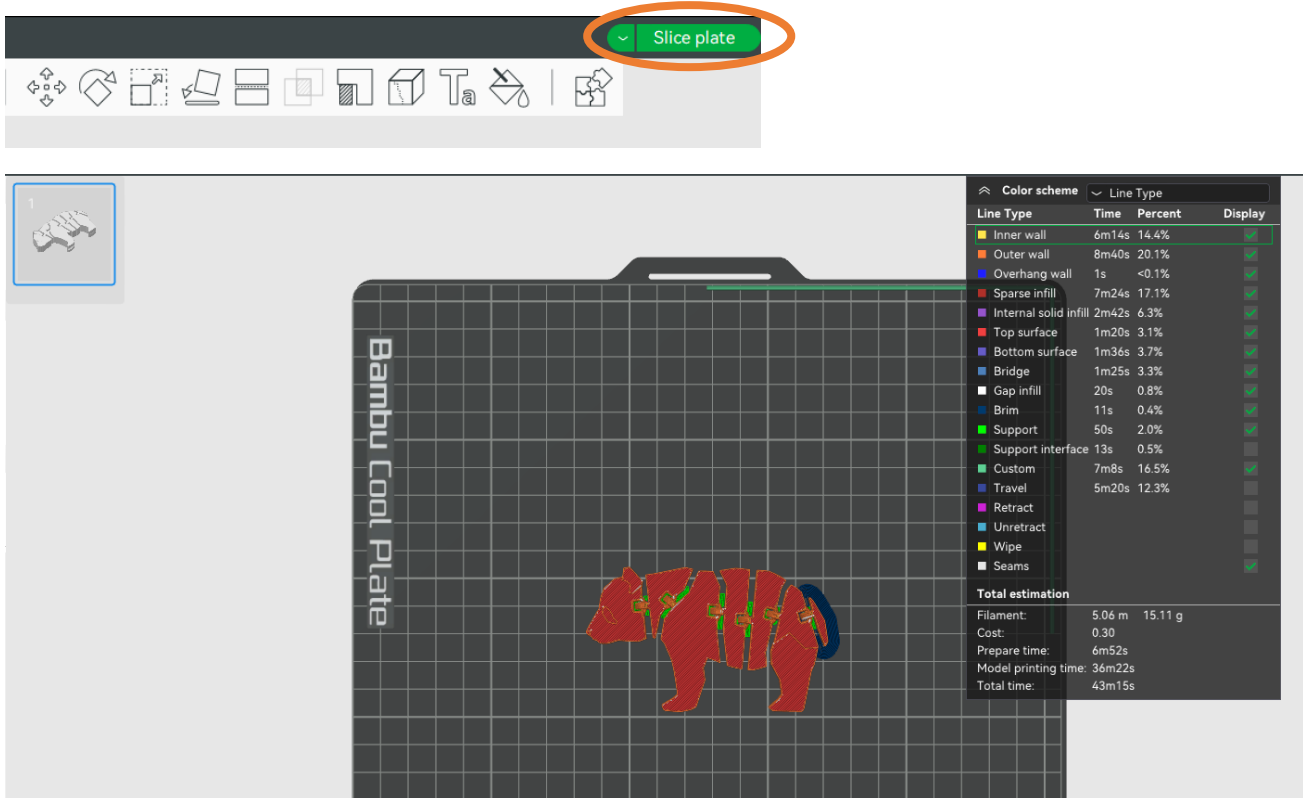 Slice plate
Ta
1
Color scheme Line Type
Line Type Time Percent Display
Inner wall 6m14s 14.4%
Outer wall 8m40s 20.1%
Overhang wall 1s <0.1%
Sparse infill 7m24s 17.1%
Internal solid infill 2m42s 6.3%
Top surface 1m20s 3.1%
Bottom surface 1m36s 3.7%
Bridge 1m25s 3.3%
Gap infill 20s 0.8%
Brim 11s 0.4%
Support 50s 2.0%
Support interface 13s 0.5%
Custom 7m8s 16.5%
Travel 5m20s 12.3%
Retract
Unretract
Wipe
Seams
Total estimation
Filament: 5.06 m 15.11 g
Cost: 0.30
Prepare time: 6m52s
Model printing time: 36m22s
Total time: 43m15s
Bambu Cool Plate